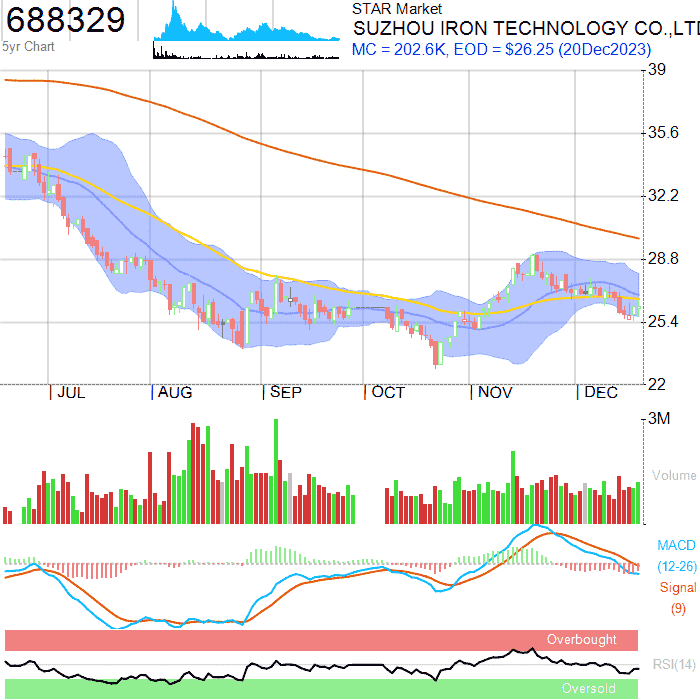 688329
5yr Chart
STAR Market
SUZHOU IRON TECHNOLOGY CO.,LTD
MC = 202.6K, EOD = $26.25 (20Dec2023)
39
35.6
32.2
28.8
25.4
22
JUL AUG SEP OCT NOV DEC
3M
Volume
MACD
(12-26)
Signal
(9)
Overbought
RSI(14)
Oversold